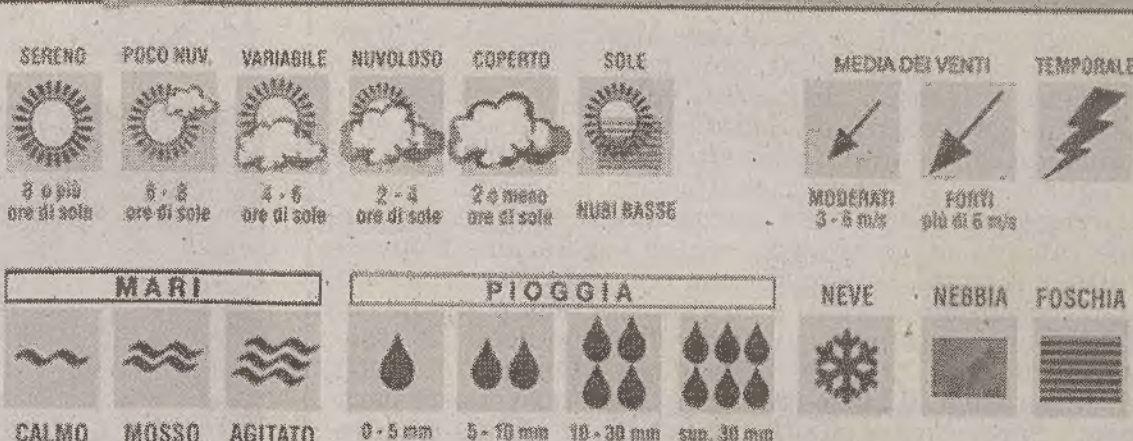 SERENO POCO NUV. VARIABILE NUVOLOSO COPERTO SOLE MEDIA DEI VENTI TEMPORALE
8 o più 6 - 8 4 - 6 2 - 4 2 o meno
ore di sole ore di sole ore di sole ore di sole ore di sole NUBI BASSE
MODERATI FORTI
3 - 6 m/s più di 6 m/s
MARI PIOGGIA NEVE NEBBIA FOSCHIA
CALMO MOSSO AGITATO 0 - 5 mm 5 - 10 mm 10 - 30 mm sup. 30 mm